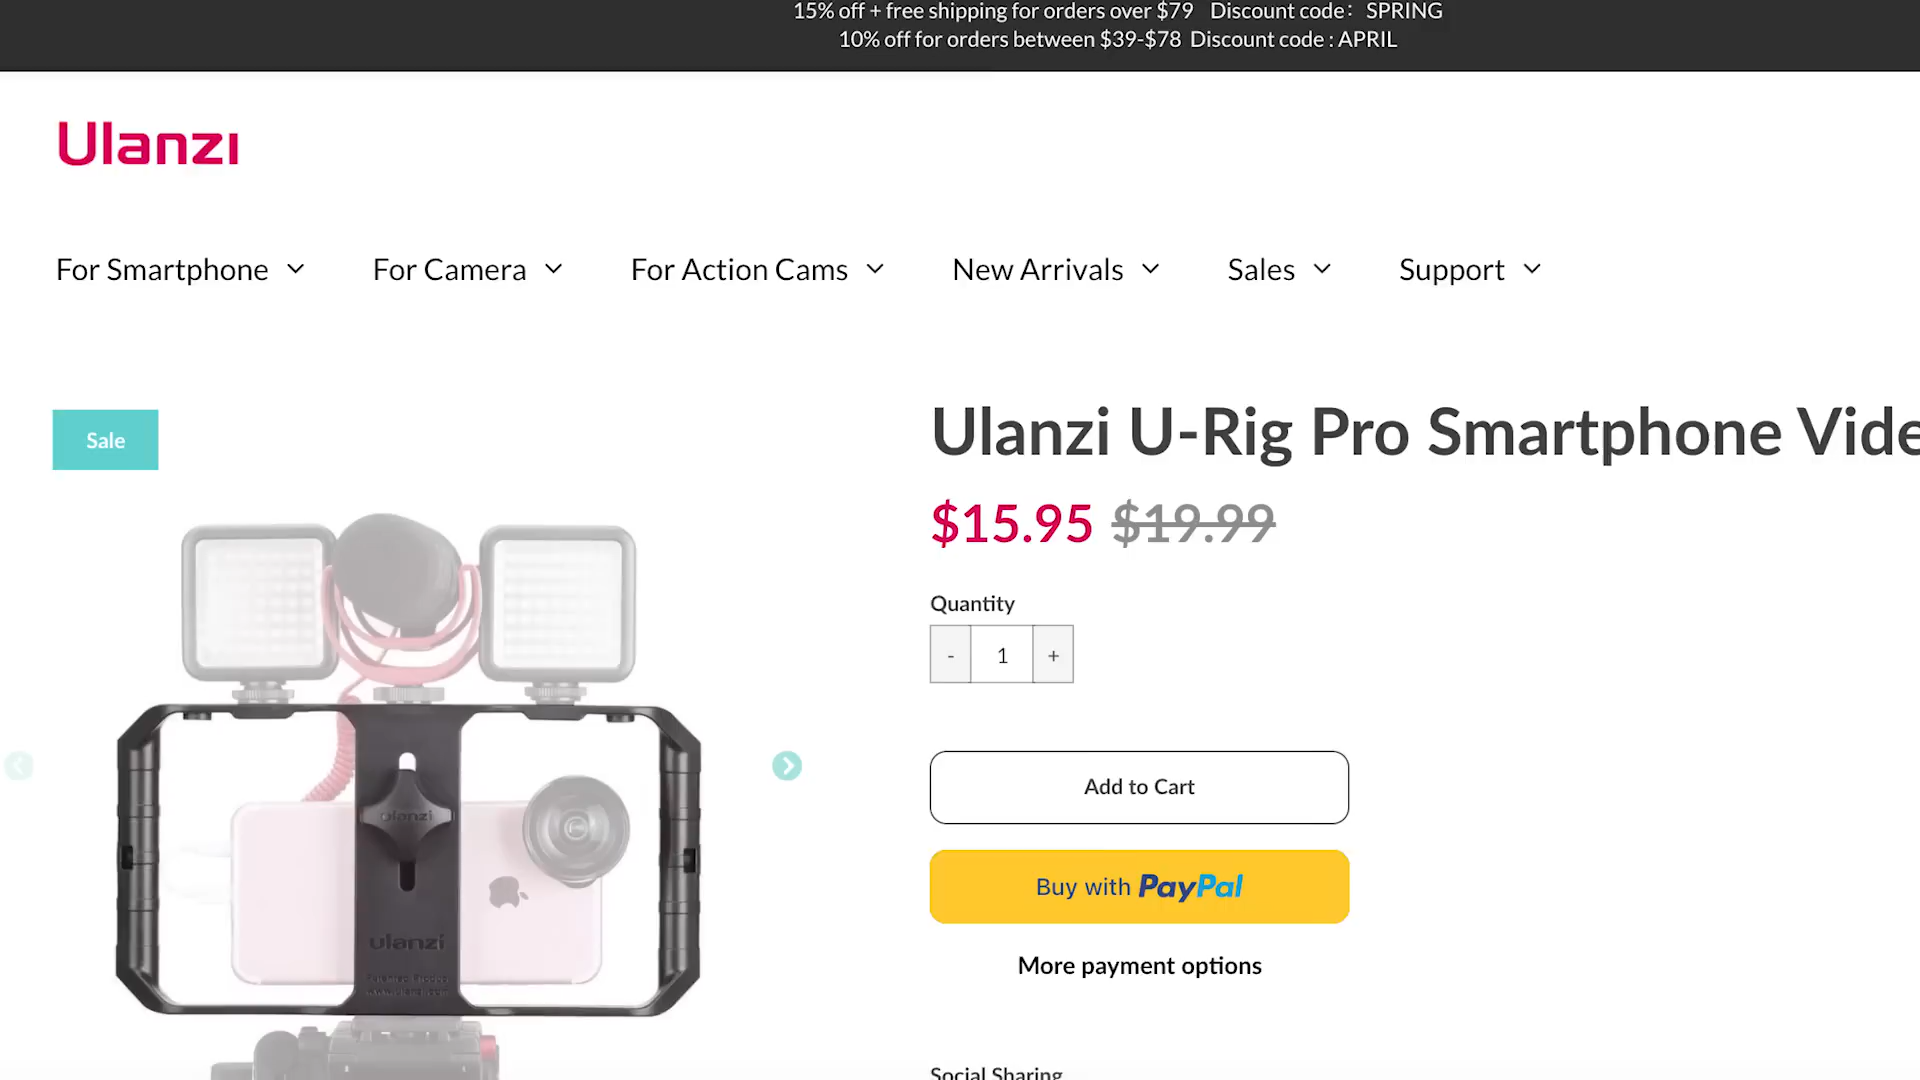 15% off + free shipping for orders over $79 Discount code： SPRING
10% off for orders between $39-$78 Discount code : APRIL
Ulanzi
For Smartphone
For Camera
For Action Cams
New Arrivals
Sales
Support
Sale
Ulanzi U-Rig Pro Smartphone Vide
$15.95 $19.99
Quantity
- 1 +
Add to Cart
Buy with PayPal
More payment options
Social Sharing
ulanzi
ulanzi